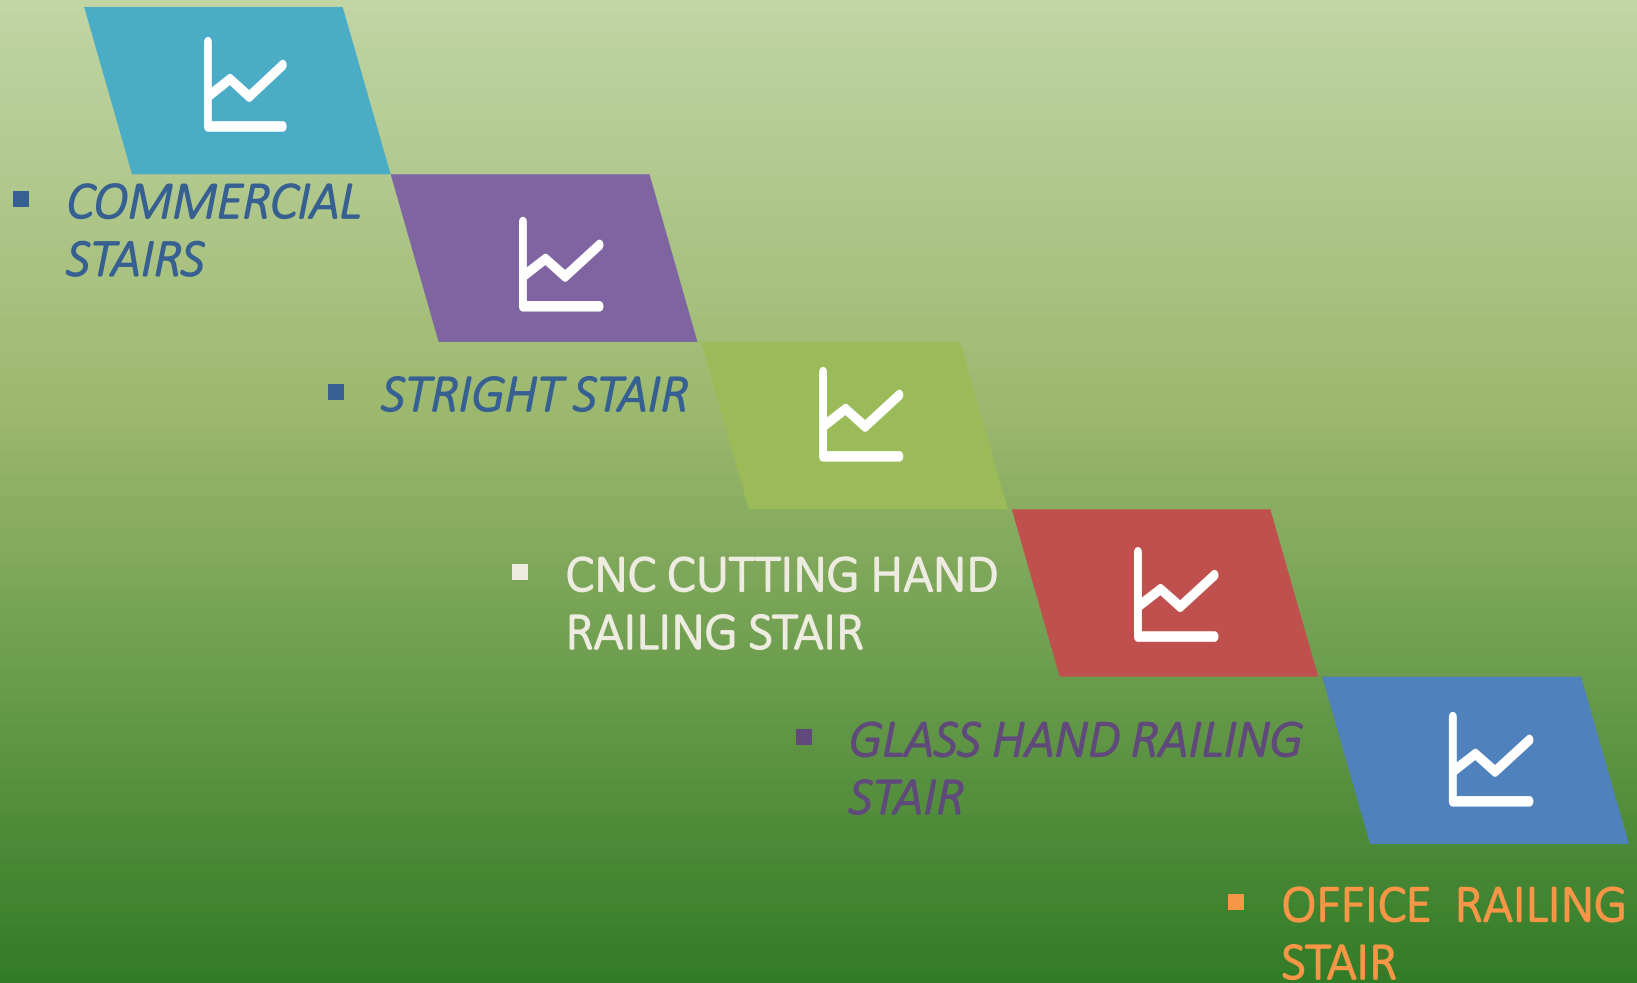 COMMERCIAL
STAIRS
STRIGHT STAIR
CNC CUTTING HAND
RAILING STAIR
GLASS HAND RAILING
STAIR
OFFICE RAILING
STAIR